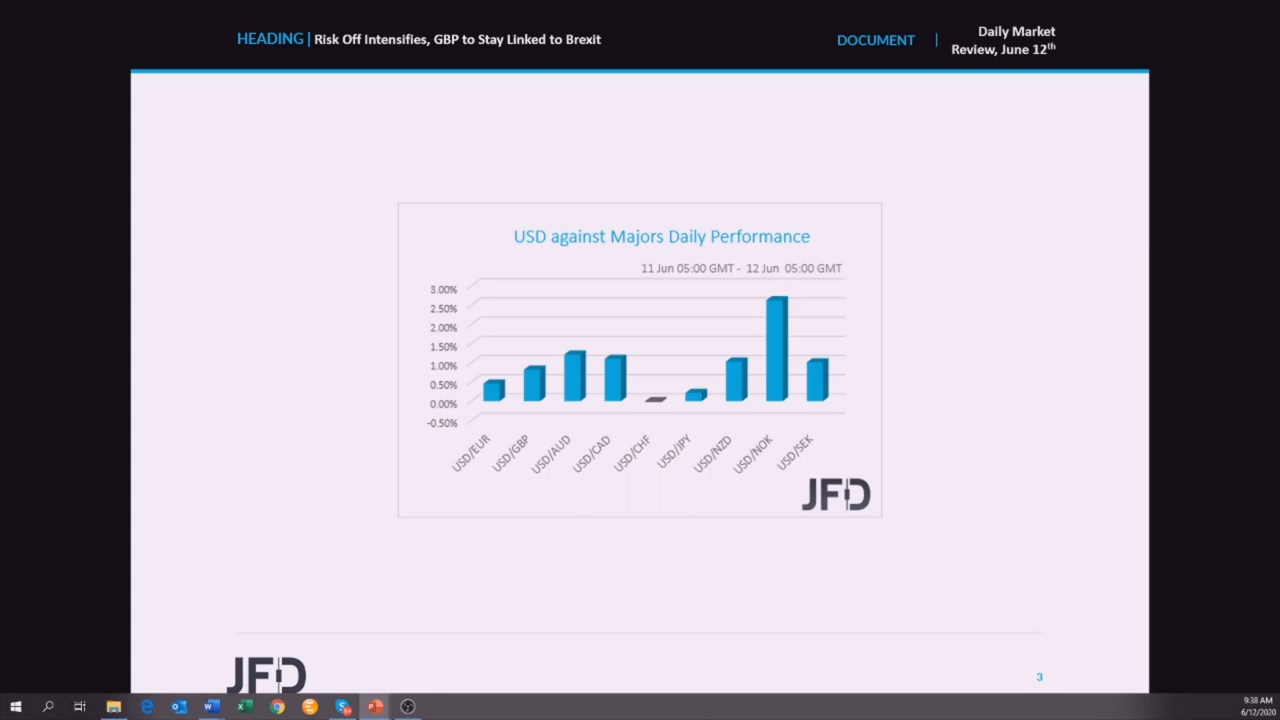 HEADING | Risk Off Intensifies, GBP to Stay Linked to Brexit
DOCUMENT | Daily Market
Review, June 12th
USD against Majors Daily Performance
11 Jun 05:00 GMT - 12 Jun 05:00 GMT
3.00%
2.50%
2.00%
1.50%
1.00%
0.50%
0.00%
-0.50%
USD/EUR
USD/GBP
USD/AUD
USD/CAD
USD/CHF
USD/JPY
USD/NZD
USD/NOK
USD/SEK
JFD
JFD
3
9:38 AM
6/12/2020